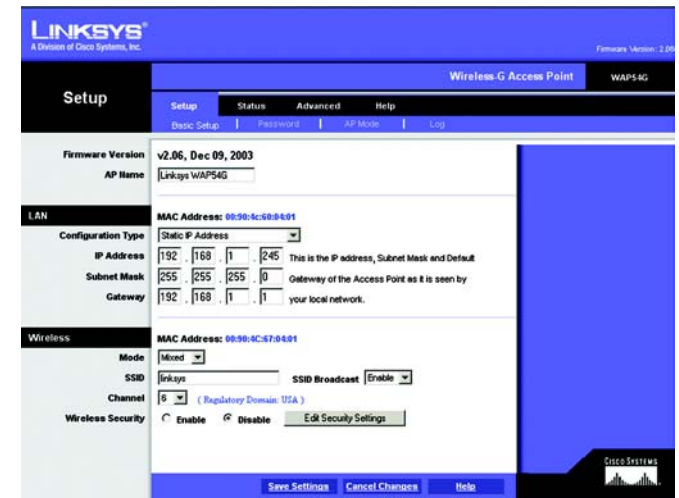 LINKSYS®
A Division of Cisco Systems, Inc.
Firmware Version: 2.06
Wireless-G Access Point WAP54G
Setup
Setup Status Advanced Help
Basic Setup | Password | AP Mode | Log
Firmware Version v2.06, Dec 09, 2003
AP Name Linksys WAP54G
LAN MAC Address: 00:90:4c:60:04:01
Configuration Type Static IP Address
IP Address 192 . 168 . 1 . 245 This is the IP address, Subnet Mask and Default
Subnet Mask 255 . 255 . 255 . 0 Gateway of the Access Point as it is seen by
Gateway 192 . 168 . 1 . 1 your local network.
Wireless MAC Address: 00:90:4C:67:04:01
Mode Mixed
SSID linksys SSID Broadcast Enable
Channel 6 ( Regulatory Domain: USA )
Wireless Security Enable Disable Edit Security Settings
Save Settings Cancel Changes Help
CISCO SYSTEMS